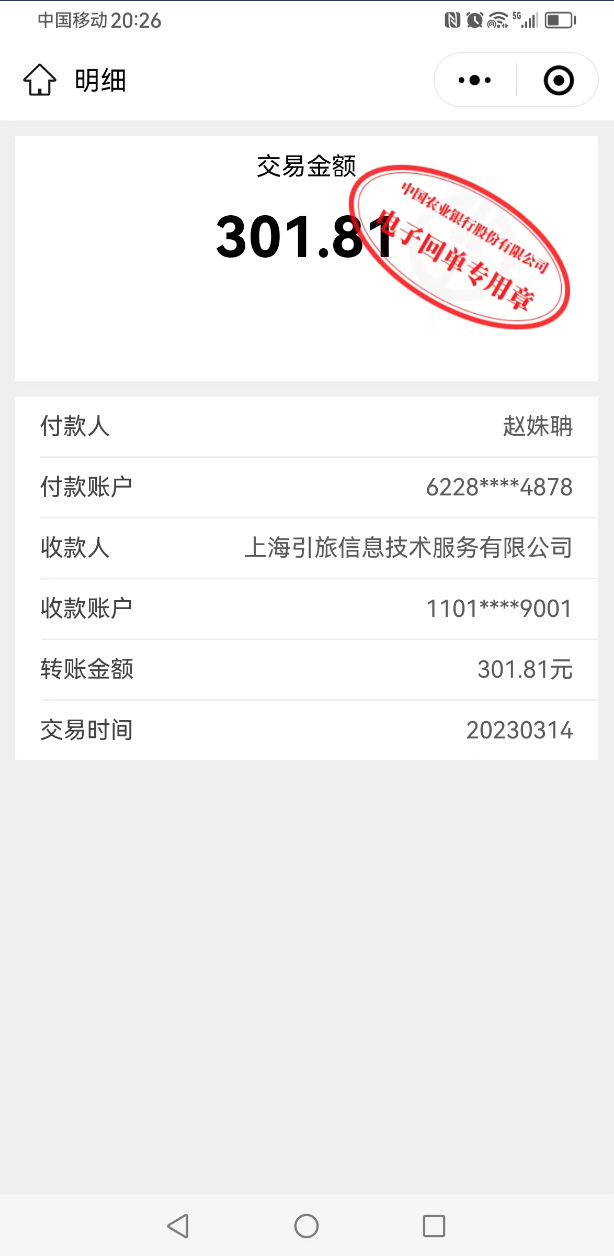 中国移动 20:26
5G
明细
交易金额
301.81
中国农业银行股份有限公司
电子回单专用章
付款人 赵姝聃
付款账户 6228****4878
收款人 上海引旅信息技术服务有限公司
收款账户 1101****9001
转账金额 301.81元
交易时间 20230314